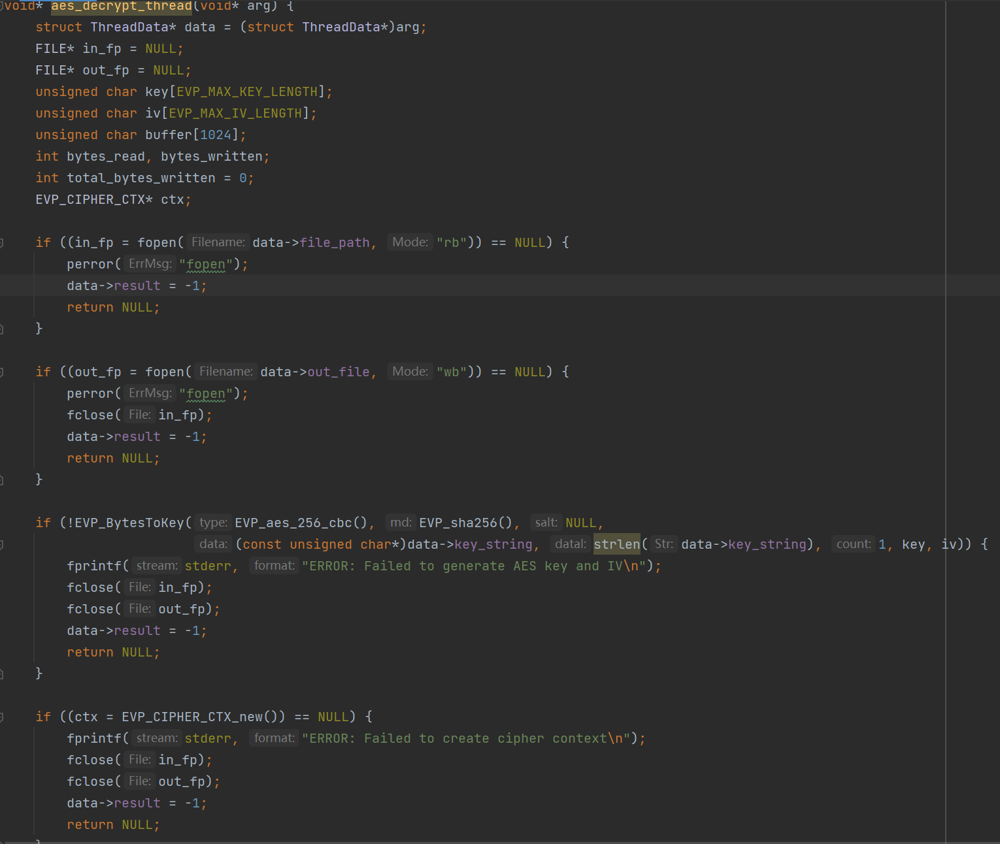 void* aes_decrypt_thread(void* arg) {
    struct ThreadData* data = (struct ThreadData*)arg;
    FILE* in_fp = NULL;
    FILE* out_fp = NULL;
    unsigned char key[EVP_MAX_KEY_LENGTH];
    unsigned char iv[EVP_MAX_IV_LENGTH];
    unsigned char buffer[1024];
    int bytes_read, bytes_written;
    int total_bytes_written = 0;
    EVP_CIPHER_CTX* ctx;

    if ((in_fp = fopen( Filename: data->file_path, Mode: "rb")) == NULL) {
        perror( ErrMsg: "fopen");
        data->result = -1;
        return NULL;
    }

    if ((out_fp = fopen( Filename: data->out_file, Mode: "wb")) == NULL) {
        perror( ErrMsg: "fopen");
        fclose( File: in_fp);
        data->result = -1;
        return NULL;
    }

    if (!EVP_BytesToKey( type: EVP_aes_256_cbc(), md: EVP_sha256(), salt: NULL,
                        data: (const unsigned char*)data->key_string, datal: strlen( Str: data->key_string), count: 1, key, iv)) {
        fprintf( stream: stderr, format: "ERROR: Failed to generate AES key and IV\n");
        fclose( File: in_fp);
        fclose( File: out_fp);
        data->result = -1;
        return NULL;
    }

    if ((ctx = EVP_CIPHER_CTX_new()) == NULL) {
        fprintf( stream: stderr, format: "ERROR: Failed to create cipher context\n");
        fclose( File: in_fp);
        fclose( File: out_fp);
        data->result = -1;
        return NULL;
    }